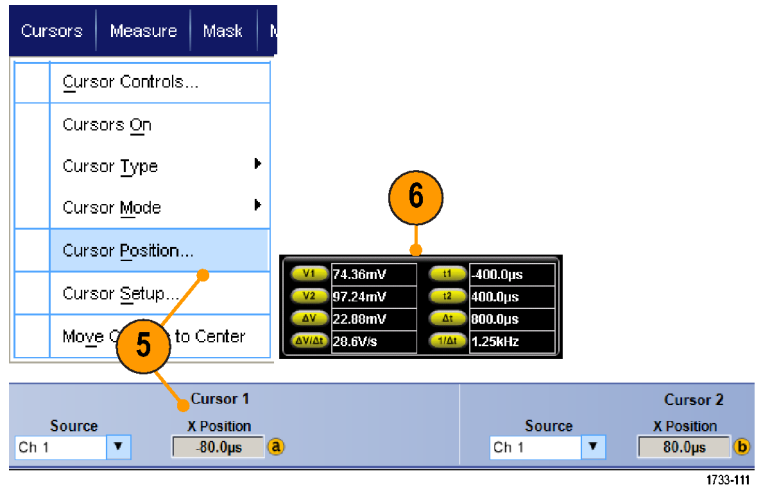 Cursors Measure Mask
Cursor Controls...
Cursors On
Cursor Type
Cursor Mode
Cursor Position...
Cursor Setup...
Move to Center
5
6
V1 74.36mV t1 -400.0µs
V2 97.24mV t2 400.0µs
ΔV 22.88mV Δt 800.0µs
ΔV/Δt 28.6V/s 1/Δt 1.25kHz
Cursor 1 Cursor 2
Source X Position Source X Position
Ch 1 -80.0µs a Ch 1 80.0µs b
1733-111